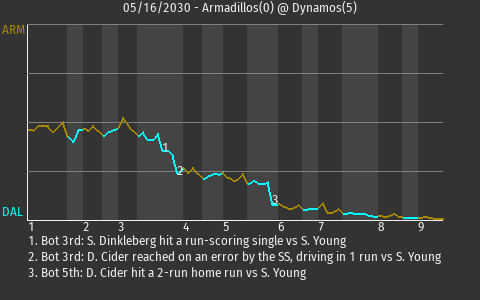 05/16/2030 - Armadillos(0) @ Dynamos(5)
ARM
1
2
3
DAL
1 2 3 4 5 6 7 8 9
1. Bot 3rd: S. Dinkleberg hit a run-scoring single vs S. Young
2. Bot 3rd: D. Cider reached on an error by the SS, driving in 1 run vs S. Young
3. Bot 5th: D. Cider hit a 2-run home run vs S. Young